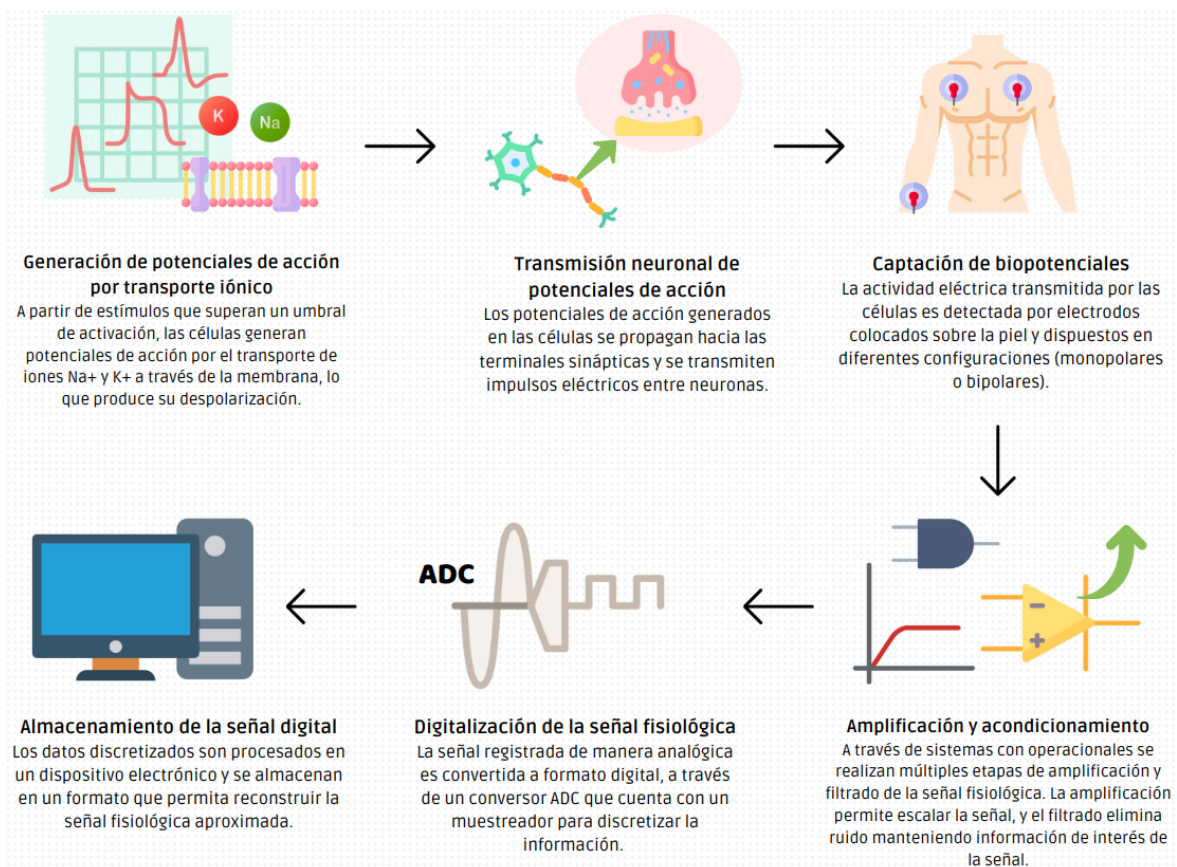 K
Na
Generación de potenciales de acción
por transporte iónico
A partir de estímulos que superan un umbral
de activación, las células generan
potenciales de acción por el transporte de
iones Na+ y K+ a través de la membrana, lo
que produce su despolarización.
Transmisión neuronal de
potenciales de acción
Los potenciales de acción generados
en las células se propagan hacia las
terminales sinápticas y se transmiten
impulsos eléctricos entre neuronas.
Captación de biopotenciales
La actividad eléctrica transmitida por las
células es detectada por electrodos
colocados sobre la piel y dispuestos en
diferentes configuraciones (monopolares
o bipolares).
ADC
Almacenamiento de la señal digital
Los datos discretizados son procesados en
un dispositivo electrónico y se almacenan
en un formato que permita reconstruir la
señal fisiológica aproximada.
Digitalización de la señal fisiológica
La señal registrada de manera analógica
es convertida a formato digital, a través
de un conversor ADC que cuenta con un
muestreador para discretizar la
información.
Amplificación y acondicionamiento
A través de sistemas con operacionales se
realizan múltiples etapas de amplificación y
filtrado de la señal fisiológica. La amplificación
permite escalar la señal, y el filtrado elimina
ruido manteniendo información de interés de
la señal.